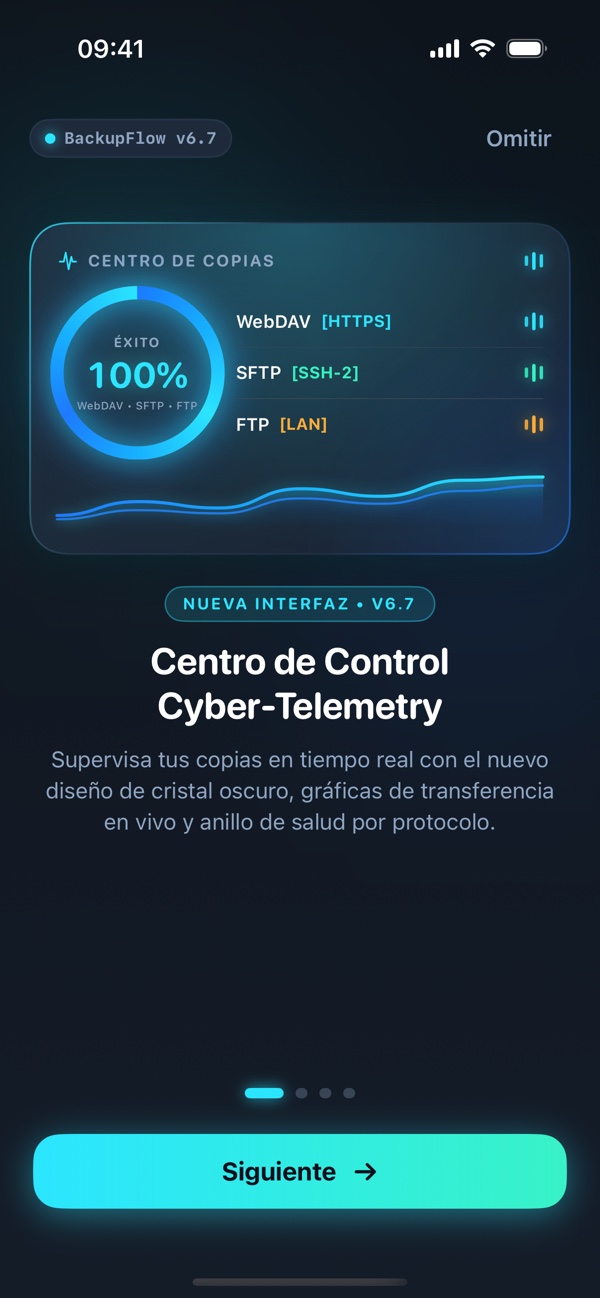 09:41
BackupFlow v6.7
Omitir
CENTRO DE COPIAS
ÉXITO
100%
WebDAV • SFTP • FTP
WebDAV [HTTPS]
SFTP [SSH-2]
FTP [LAN]
NUEVA INTERFAZ • V6.7
Centro de Control
Cyber-Telemetry
Supervisa tus copias en tiempo real con el nuevo
diseño de cristal oscuro, gráficas de transferencia
en vivo y anillo de salud por protocolo.
Siguiente →